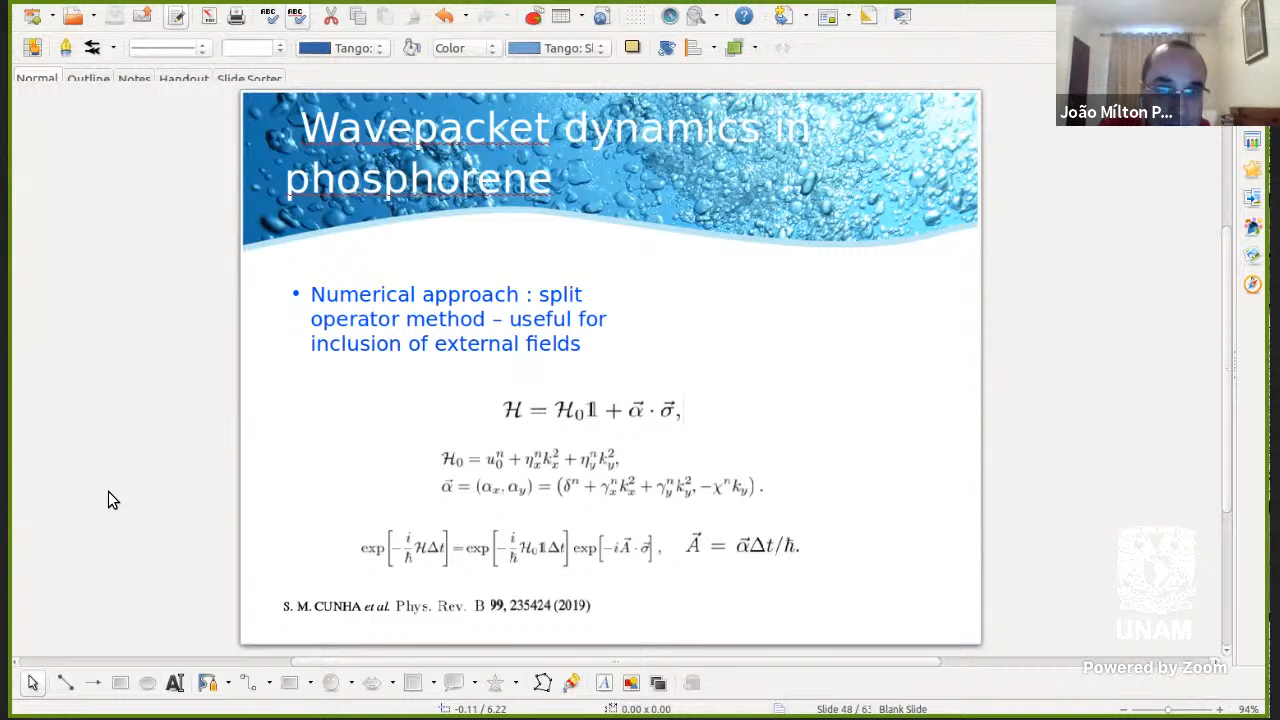 Tango:
Color
Tango: Sl
João Mílton P...
Normal Outline Notes Handout Slide Sorter
Wavepacket dynamics in
phosphorene
• Numerical approach : split
operator method – useful for
inclusion of external fields
ℋ = ℋ₀𝟙 + α⃗ · σ⃗,
ℋ₀ = u₀ⁿ + ηₓⁿkₓ² + η_yⁿk_y²,
α⃗ = (αₓ, α_y) = (δⁿ + γₓⁿkₓ² + γ_yⁿk_y², −χⁿk_y) .
exp[−i/ħ ℋΔt] = exp[−i/ħ ℋ₀𝟙Δt] exp[−iA⃗ · σ⃗] , A⃗ = α⃗Δt/ħ.
S. M. CUNHA et al. Phys. Rev. B 99, 235424 (2019)
UNAM
Powered by Zoom
-0.11 / 6.22 0.00 x 0.00 Slide 48 / 63 Blank Slide 94%